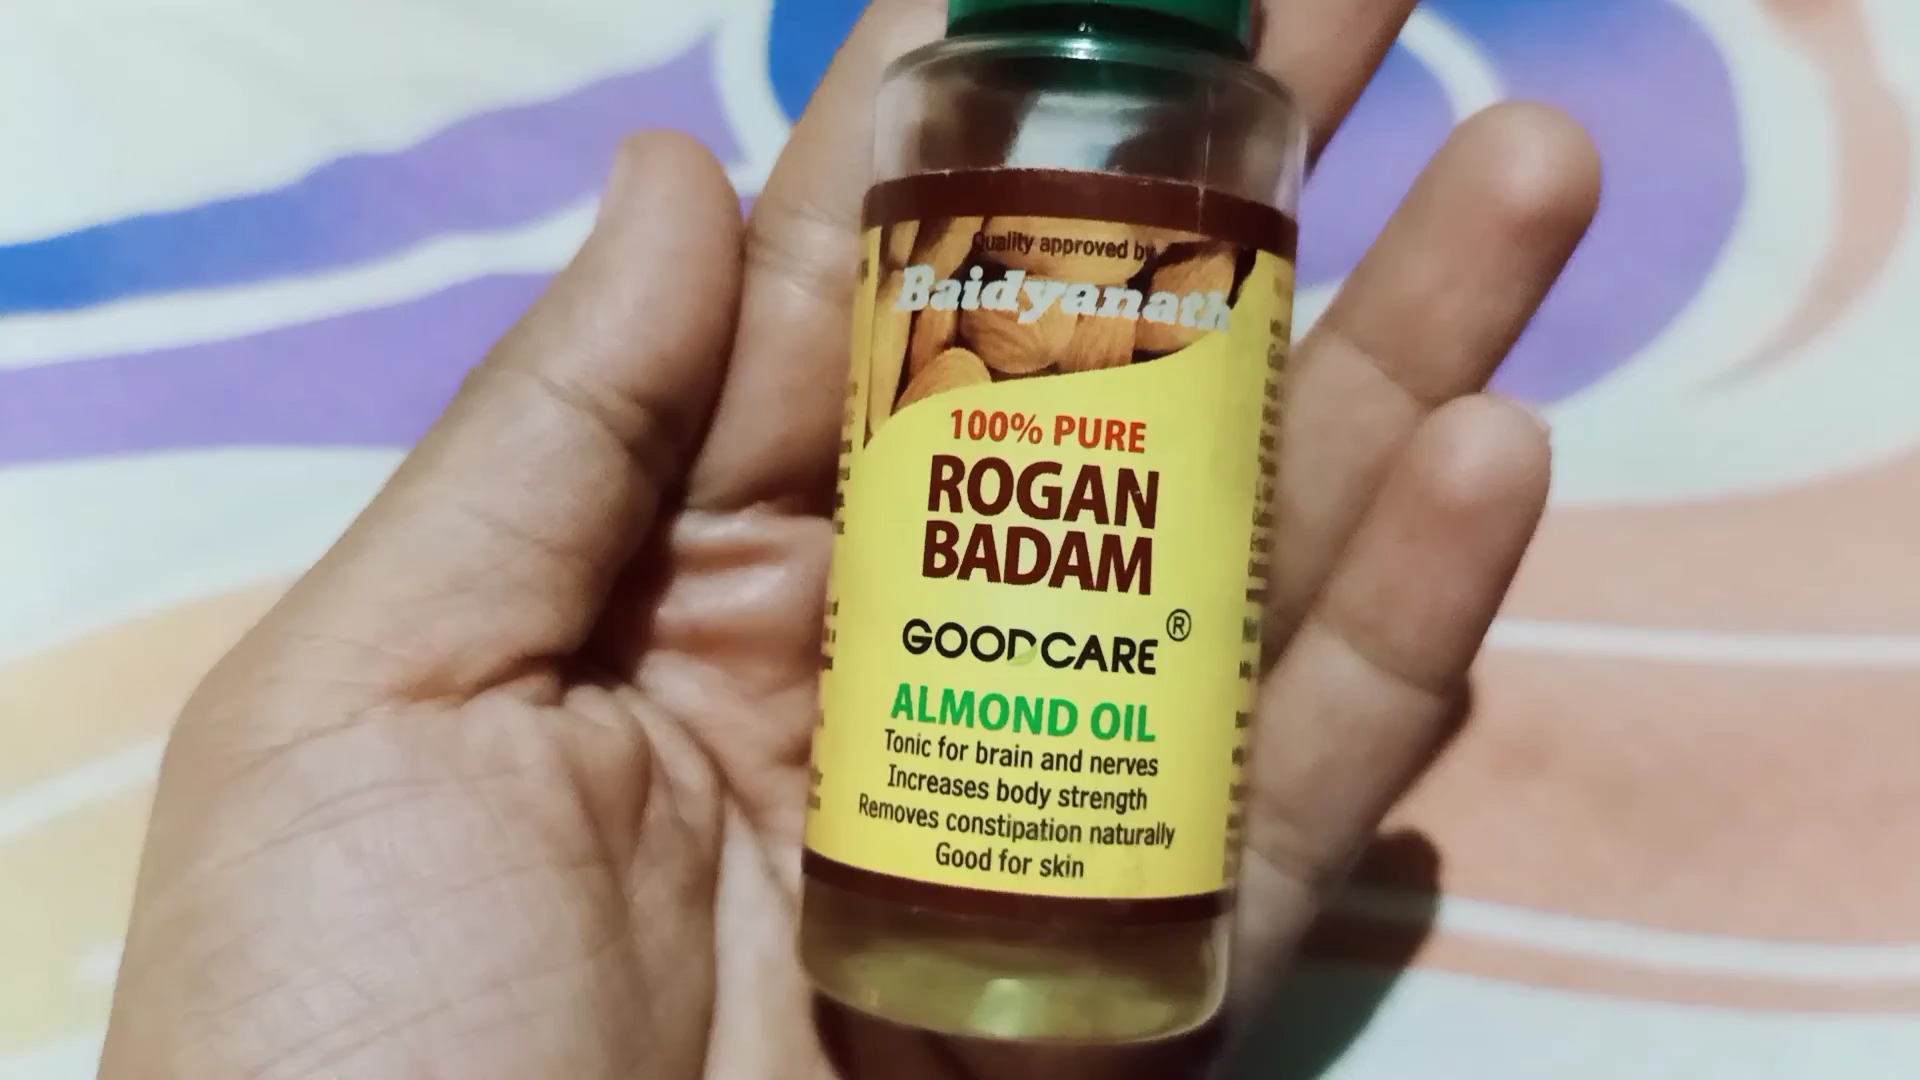 Quality approved by
Baidyanath
100% PURE
ROGAN
BADAM
GOODCARE®
ALMOND OIL
Tonic for brain and nerves
Increases body strength
Removes constipation naturally
Good for skin